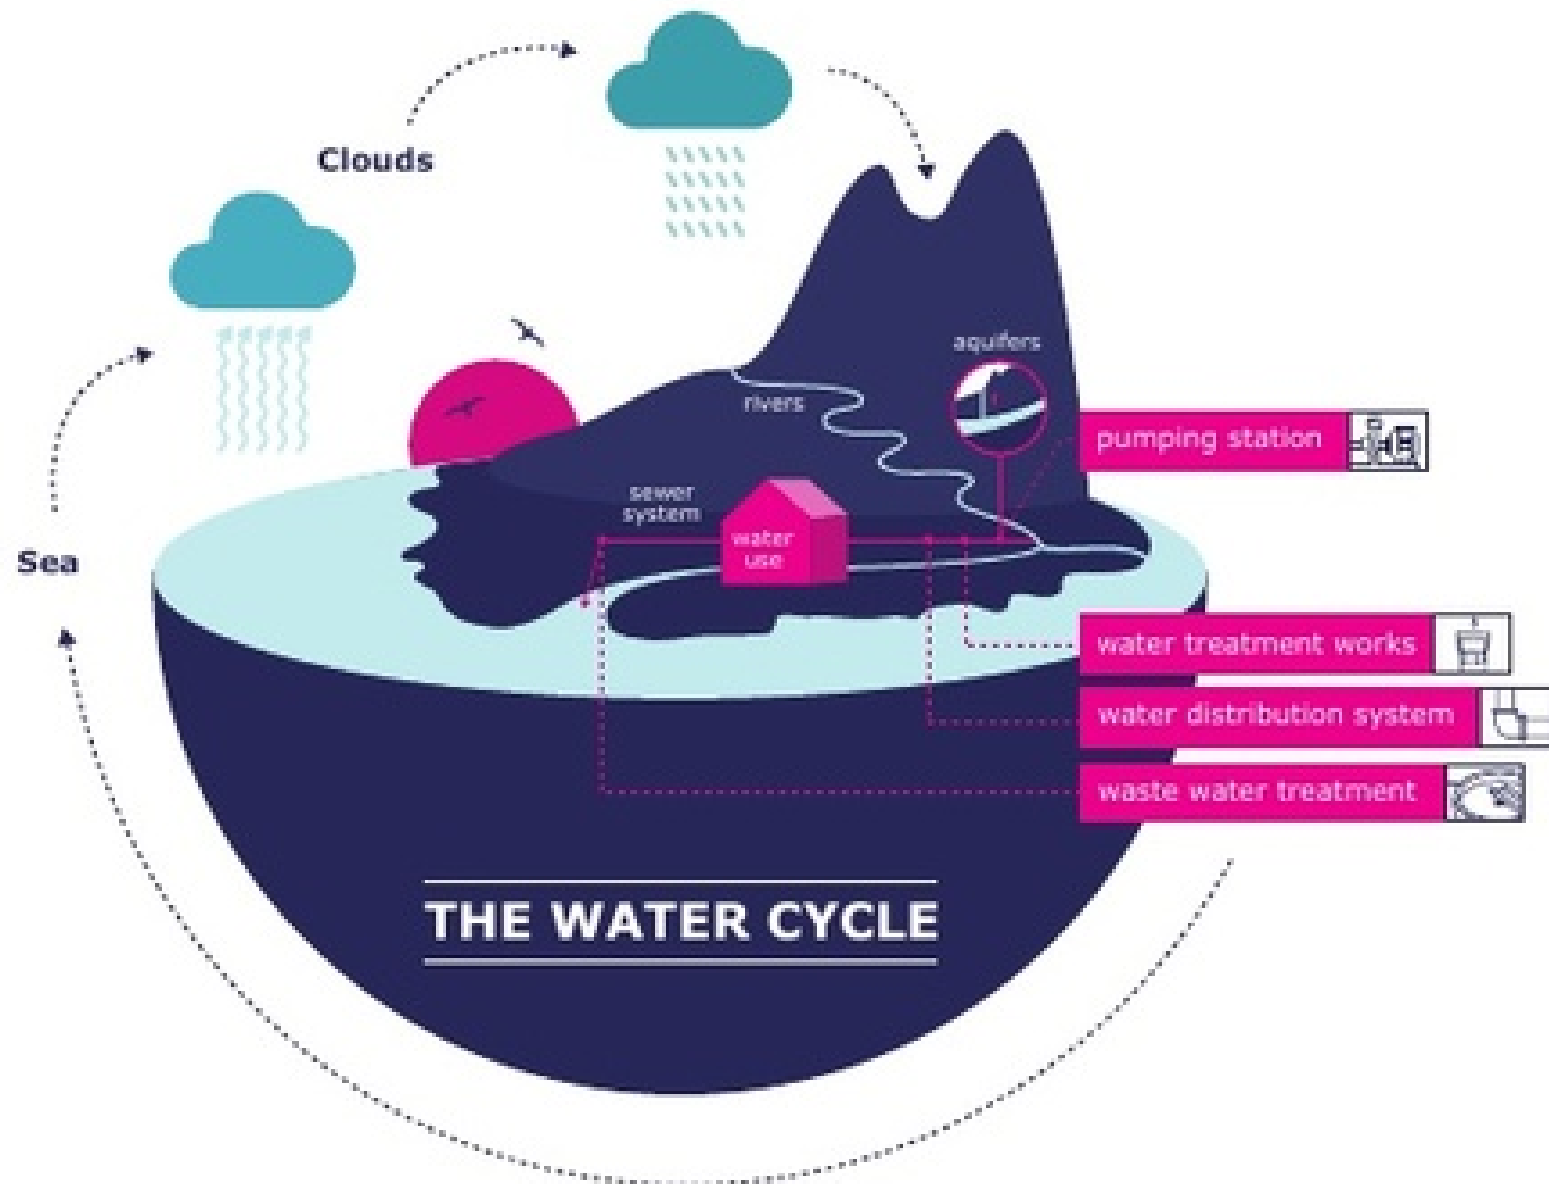 Clouds
aquifers
rivers
pumping station
sewer
system
water
use
Sea
water treatment works
water distribution system
waste water treatment
THE WATER CYCLE